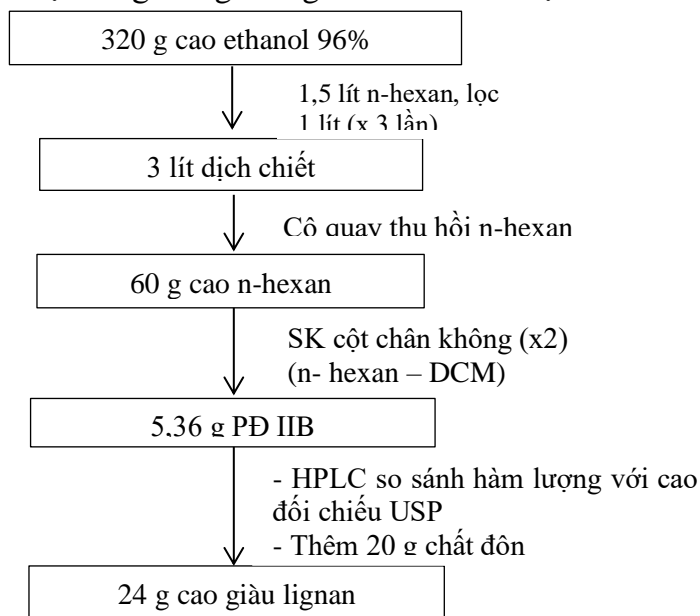 320 g cao ethanol 96%
1,5 lít n-hexan, lọc
1 lít (x 3 lần)
3 lít dịch chiết
Cô quay thu hồi n-hexan
60 g cao n-hexan
SK cột chân không (x2)
(n- hexan – DCM)
5,36 g PĐ IIB
- HPLC so sánh hàm lượng với cao
đối chiếu USP
- Thêm 20 g chất độn
24 g cao giàu lignan